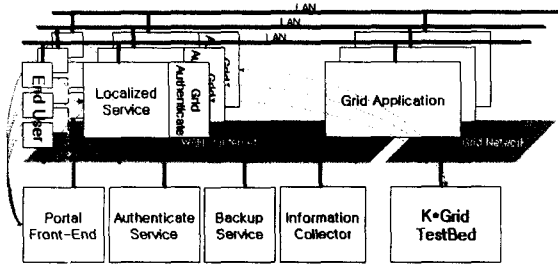 LAN
LAN
LAN
End User
Localized
Service
Grid
Authenticate
Grid Application
Grid Network
Portal
Front-End
Authenticate
Service
Backup
Service
Information
Collector
K*Grid
TestBed